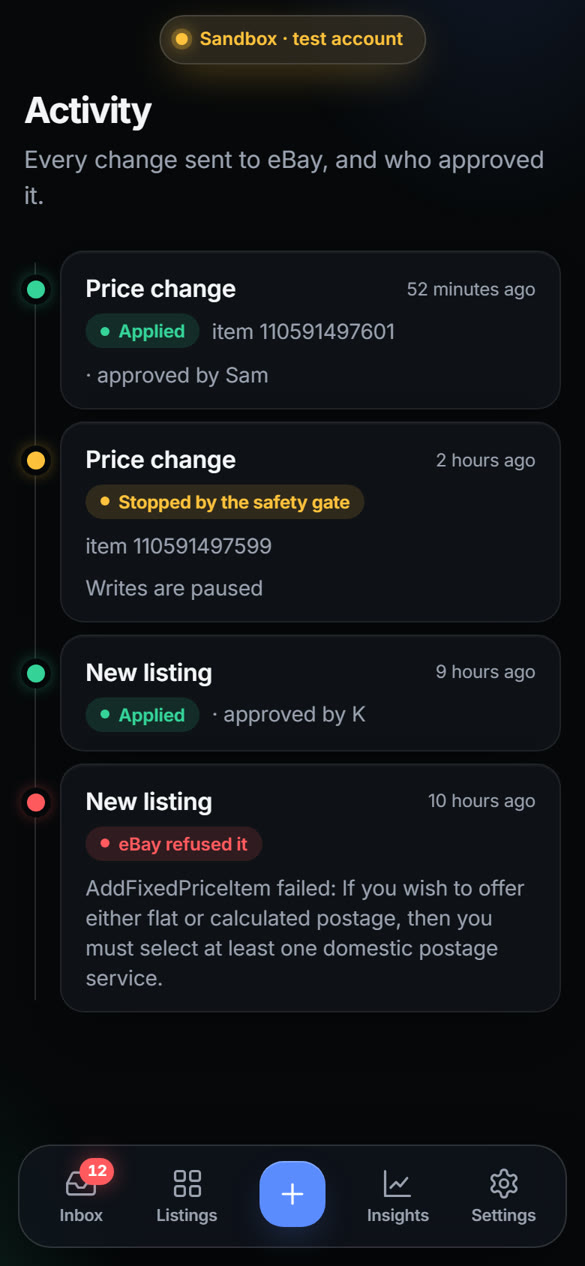 Sandbox · test account
Activity
Every change sent to eBay, and who approved
it.
Price change
52 minutes ago
Applied item 110591497601
· approved by Sam
Price change
2 hours ago
Stopped by the safety gate
item 110591497599
Writes are paused
New listing
9 hours ago
Applied · approved by K
New listing
10 hours ago
eBay refused it
AddFixedPriceItem failed: If you wish to offer
either flat or calculated postage, then you
must select at least one domestic postage
service.
12
Inbox
Listings
Insights
Settings